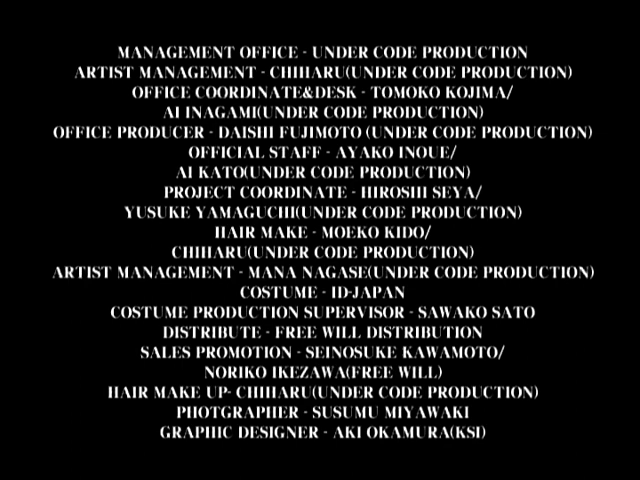 MANAGEMENT OFFICE - UNDER CODE PRODUCTION
ARTIST MANAGEMENT - CHIHARU(UNDER CODE PRODUCTION)
OFFICE COORDINATE&DESK - TOMOKO KOJIMA/
AI INAGAMI(UNDER CODE PRODUCTION)
OFFICE PRODUCER - DAISHI FUJIMOTO (UNDER CODE PRODUCTION)
OFFICIAL STAFF - AYAKO INOUE/
AI KATO(UNDER CODE PRODUCTION)
PROJECT COORDINATE - HIROSHI SEYA/
YUSUKE YAMAGUCHI(UNDER CODE PRODUCTION)
HAIR MAKE - MOEKO KIDO/
CHIHARU(UNDER CODE PRODUCTION)
ARTIST MANAGEMENT - MANA NAGASE(UNDER CODE PRODUCTION)
COSTUME - ID-JAPAN
COSTUME PRODUCTION SUPERVISOR - SAWAKO SATO
DISTRIBUTE - FREE WILL DISTRIBUTION
SALES PROMOTION - SEINOSUKE KAWAMOTO/
NORIKO IKEZAWA(FREE WILL)
HAIR MAKE UP- CHIHARU(UNDER CODE PRODUCTION)
PHOTGRAPHER - SUSUMU MIYAWAKI
GRAPHIC DESIGNER - AKI OKAMURA(KSI)